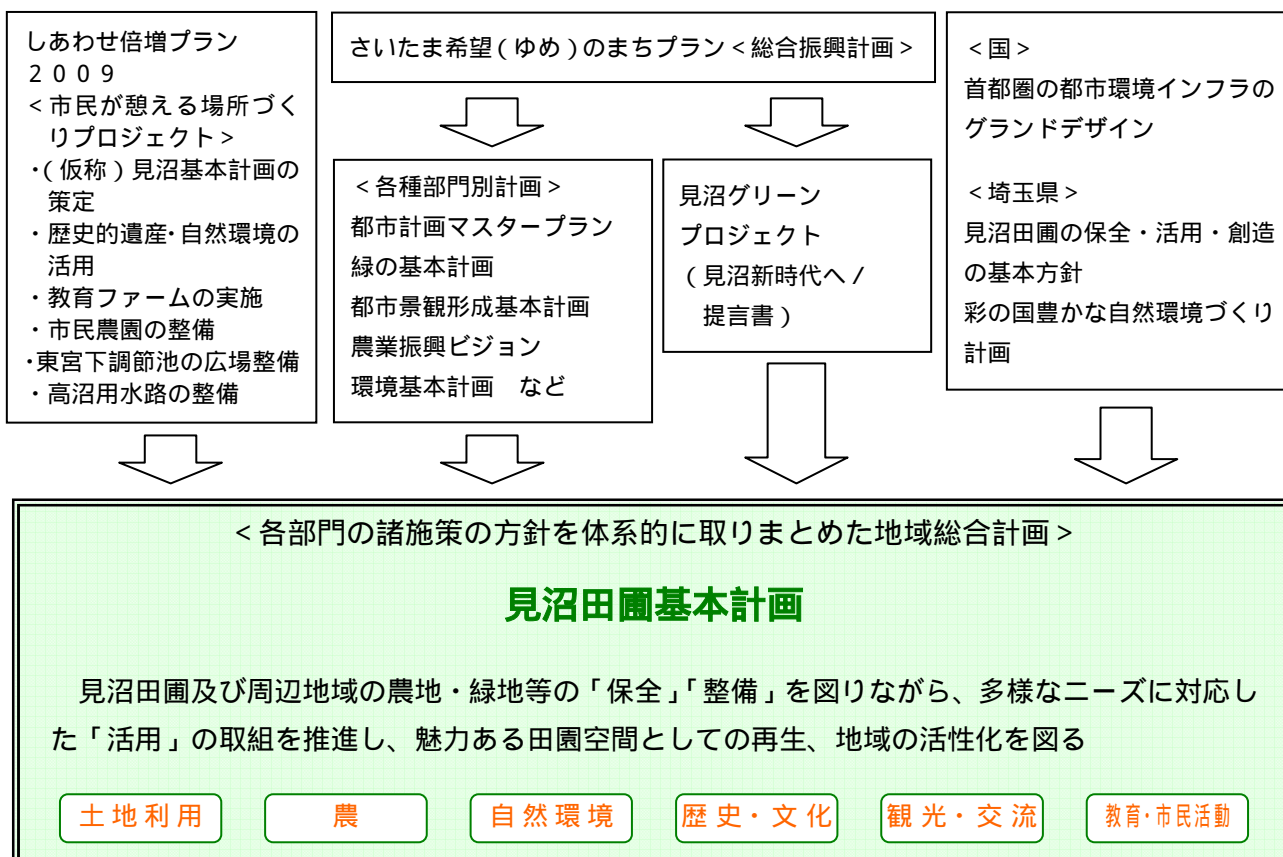 しあわせ倍増プラン
２００９
＜市民が憩える場所づく
りプロジェクト＞
・（仮称）見沼基本計画の
策定
・歴史的遺産・自然環境の
活用
・教育ファームの実施
・市民農園の整備
・東宮下調節池の広場整備
・高沼用水路の整備
さいたま希望（ゆめ）のまちプラン＜総合振興計画＞
＜各種部門別計画＞
都市計画マスタープラン
緑の基本計画
都市景観形成基本計画
農業振興ビジョン
環境基本計画　など
見沼グリーン
プロジェクト
（見沼新時代へ／
提言書）
＜国＞
首都圏の都市環境インフラの
グランドデザイン
＜埼玉県＞
見沼田圃の保全・活用・創造
の基本方針
彩の国豊かな自然環境づくり
計画
＜各部門の諸施策の方針を体系的に取りまとめた地域総合計画＞
見沼田圃基本計画
見沼田圃及び周辺地域の農地・緑地等の「保全」「整備」を図りながら、多様なニーズに対応し
た「活用」の取組を推進し、魅力ある田園空間としての再生、地域の活性化を図る
土地利用
農
自然環境
歴史・文化
観光・交流
教育・市民活動